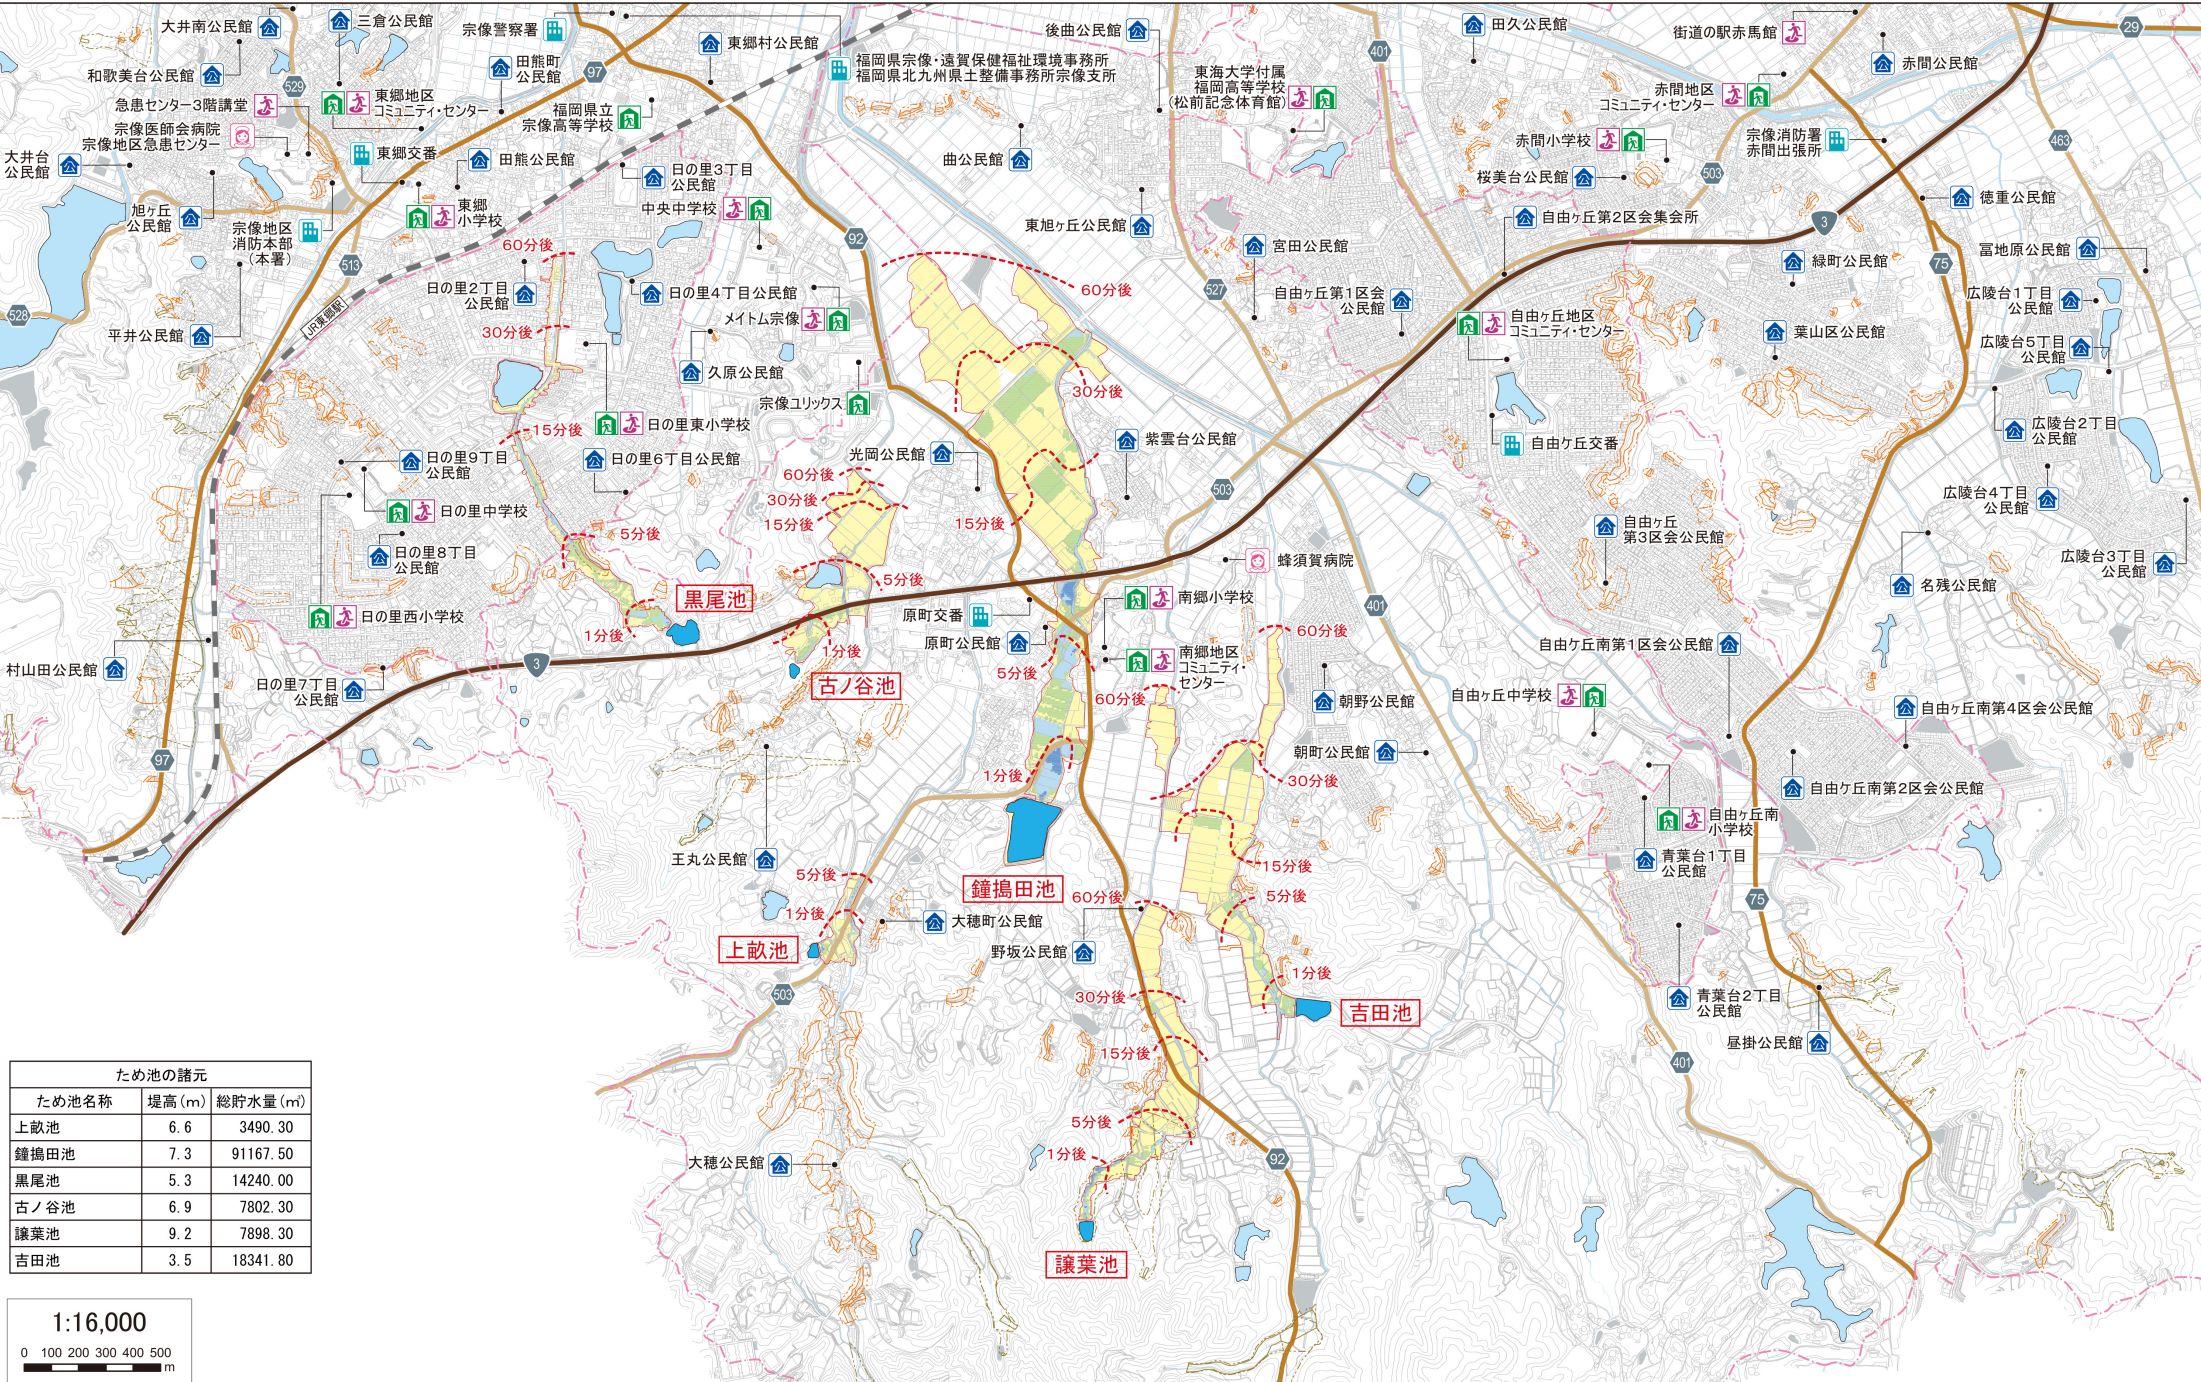 大井南公民館
三倉公民館
宗像警察署
東郷村公民館
後曲公民館
401
田久公民館
街道の駅赤馬館
29
和歌美台公民館
529
田熊町
公民館
97
福岡県宗像・遠賀保健福祉環境事務所
福岡県北九州県土整備事務所宗像支所
東海大学付属
福岡高等学校
(松前記念体育館)
赤間公民館
急患センター3階講堂
東郷地区
コミュニティ・センター
福岡県立
宗像高等学校
赤間地区
コミュニティ・センター
宗像医師会病院
宗像地区急患センター
東郷交番
田熊公民館
曲公民館
赤間小学校
宗像消防署
赤間出張所
463
大井台
公民館
日の里3丁目
公民館
桜美台公民館
503
旭ヶ丘
公民館
宗像地区
消防本部
(本署)
東郷
小学校
中央中学校
東旭ヶ丘公民館
自由ヶ丘第2区会集会所
3
徳重公民館
513
60分後
92
宮田公民館
緑町公民館
75
冨地原公民館
528
JR東郷駅
日の里2丁目
公民館
日の里4丁目公民館
60分後
527
自由ヶ丘第1区会
公民館
広陵台1丁目
公民館
平井公民館
30分後
メイトム宗像
自由ヶ丘地区
コミュニティ・センター
葉山区公民館
広陵台5丁目
公民館
久原公民館
30分後
宗像ユリックス
15分後
日の里東小学校
紫雲台公民館
自由ケ丘交番
広陵台2丁目
公民館
日の里9丁目
公民館
日の里6丁目公民館
光岡公民館
60分後
30分後
15分後
503
15分後
広陵台4丁目
公民館
日の里中学校
5分後
自由ヶ丘
第3区会公民館
日の里8丁目
公民館
5分後
蜂須賀病院
広陵台3丁目
公民館
黒尾池
名残公民館
日の里西小学校
1分後
1分後
原町交番
南郷小学校
401
原町公民館
60分後
自由ケ丘南第1区会公民館
村山田公民館
3
古ノ谷池
5分後
南郷地区
コミュニティ・
センター
日の里7丁目
公民館
60分後
朝野公民館
自由ヶ丘中学校
自由ヶ丘南第4区会公民館
97
1分後
朝町公民館
30分後
自由ヶ丘南第2区会公民館
自由ヶ丘南
小学校
王丸公民館
5分後
15分後
青葉台1丁目
公民館
鐘搗田池
60分後
5分後
75
1分後
大穂町公民館
上畝池
野坂公民館
1分後
503
30分後
吉田池
青葉台2丁目
公民館
15分後
昼掛公民館
401
5分後
1分後
大穂公民館
92
譲葉池
ため池の諸元
ため池名称 堤高(m) 総貯水量(㎥)
上畝池 6.6 3490.30
鐘搗田池 7.3 91167.50
黒尾池 5.3 14240.00
古ノ谷池 6.9 7802.30
譲葉池 9.2 7898.30
吉田池 3.5 18341.80
1:16,000
0 100 200 300 400 500
m